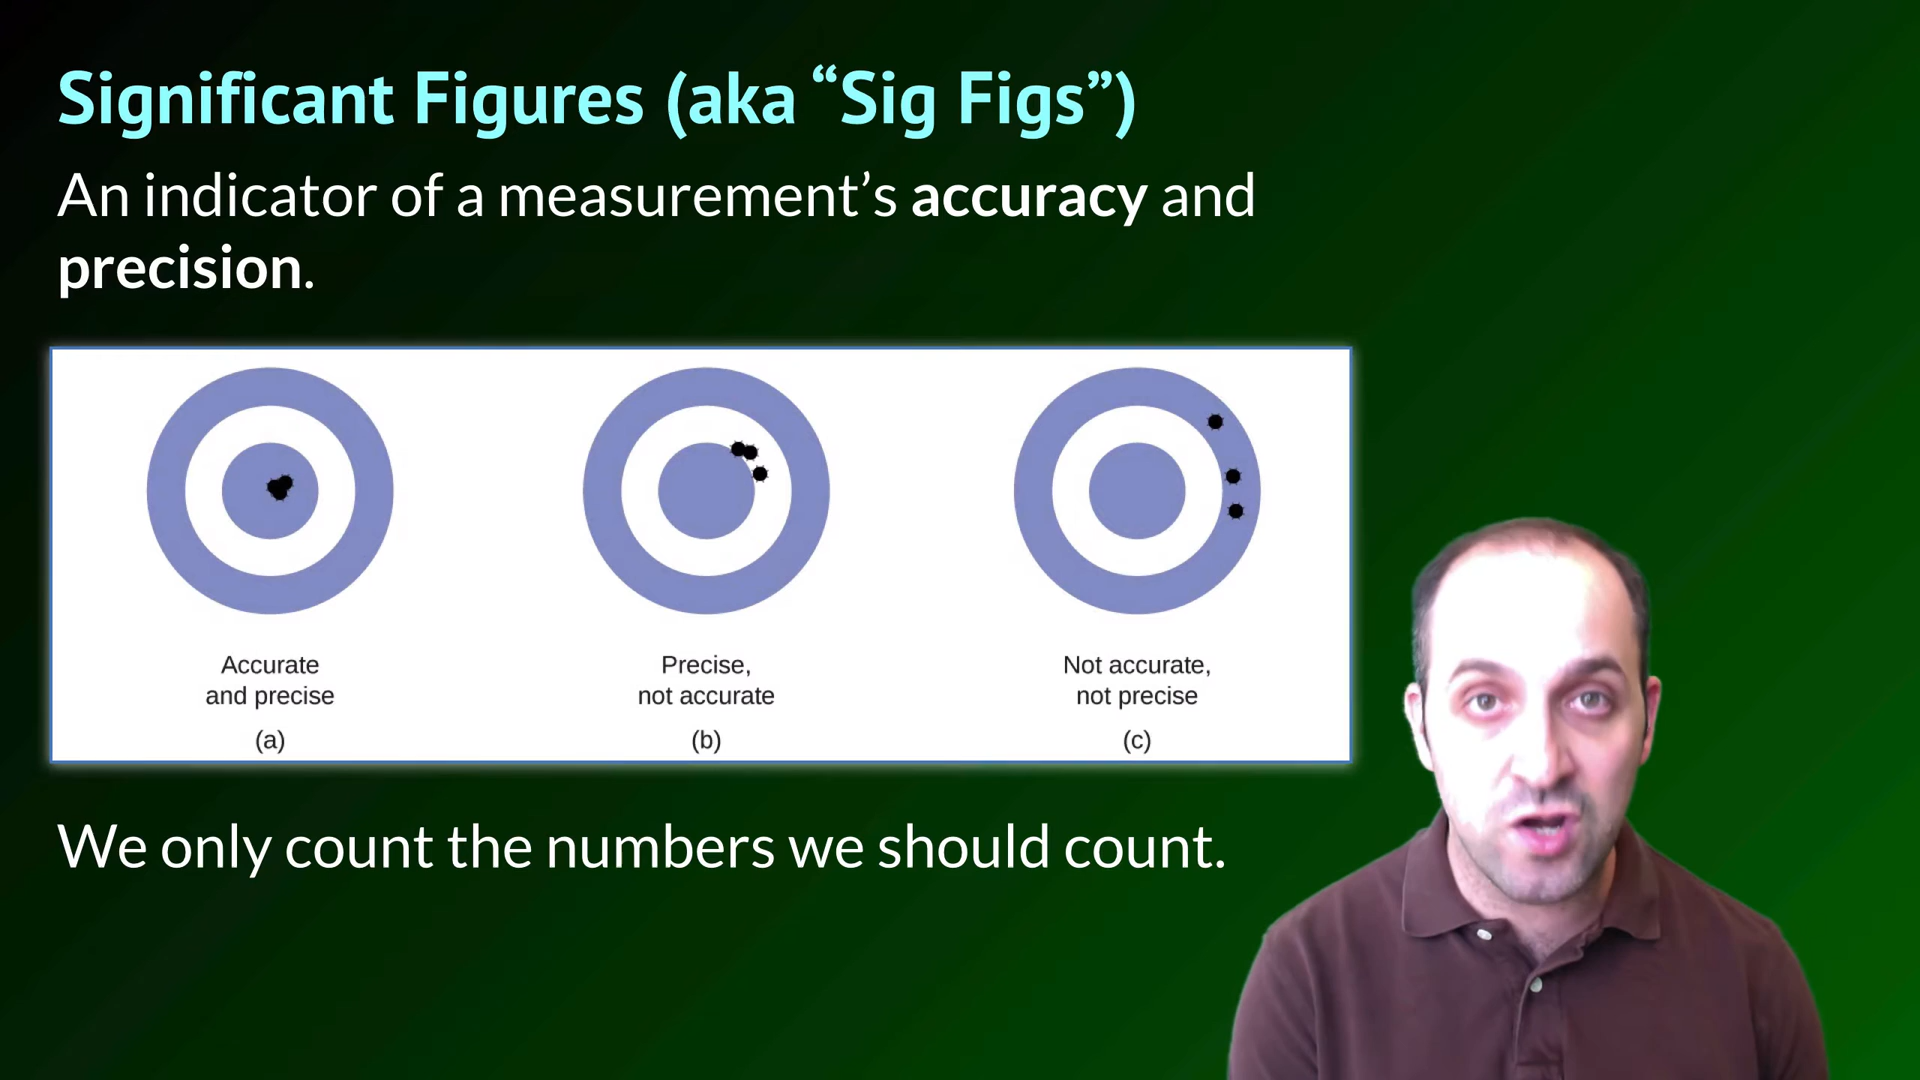 Significant Figures (aka “Sig Figs”)
An indicator of a measurement’s accuracy and
precision.
Accurate
and precise
(a)
Precise,
not accurate
(b)
Not accurate,
not precise
(c)
We only count the numbers we should count.